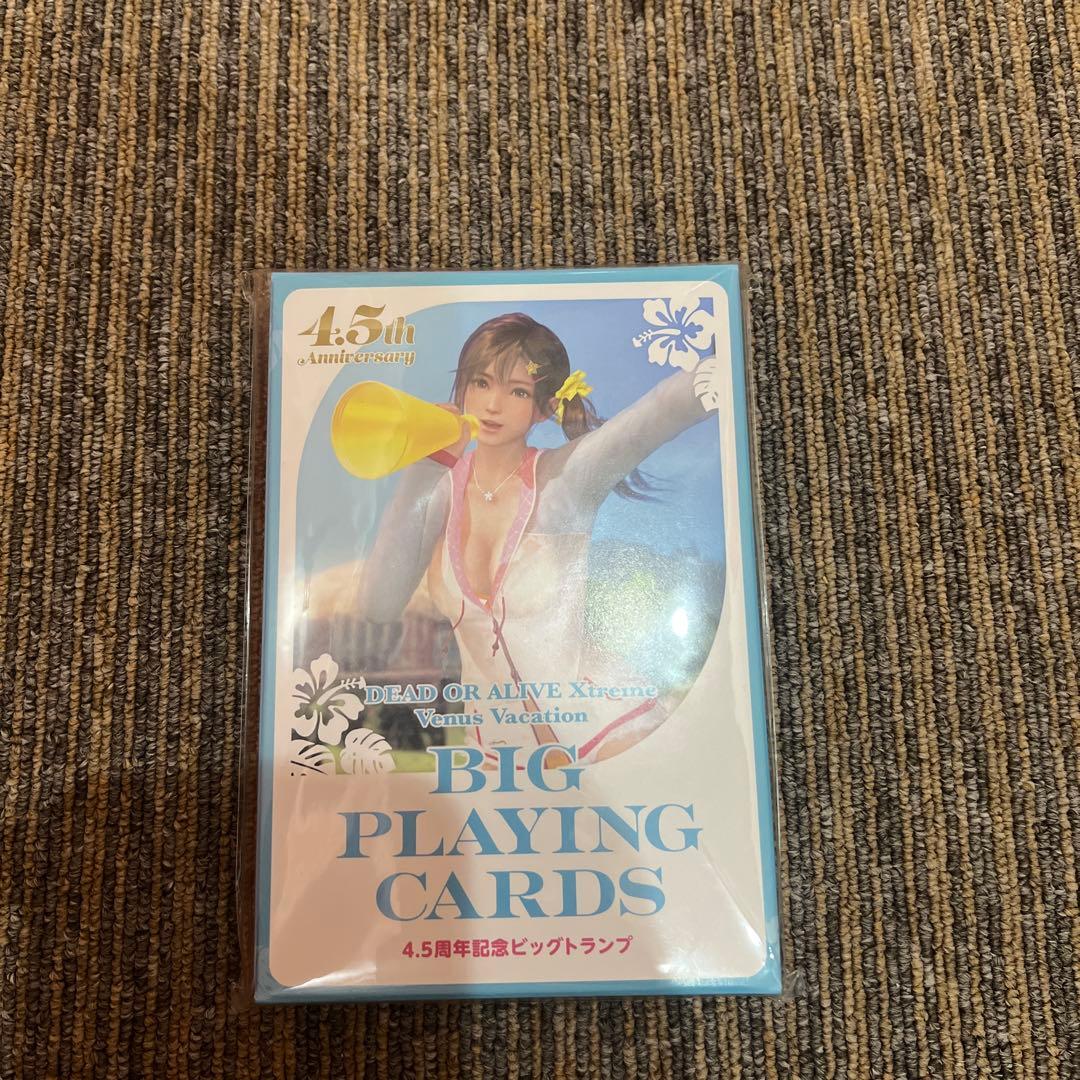 4.5th
Anniversary
DEAD OR ALIVE Xtreme
Venus Vacation
BIG
PLAYING
CARDS
4.5周年記念ビッグトランプ